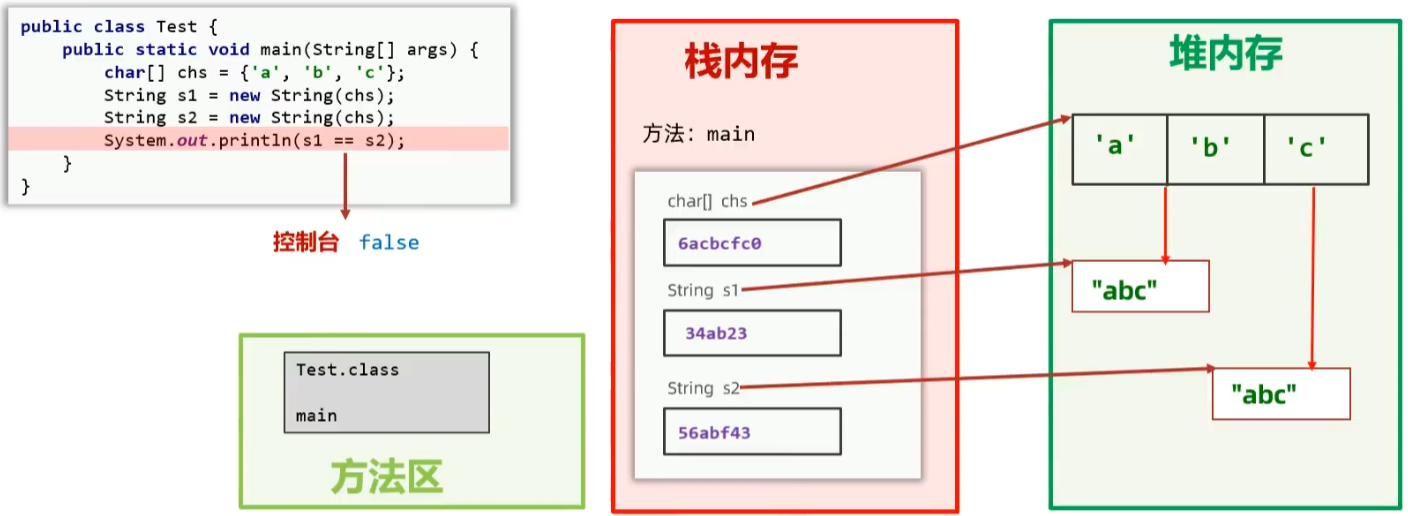 public class Test {
    public static void main(String[] args) {
        char[] chs = {'a', 'b', 'c'};
        String s1 = new String(chs);
        String s2 = new String(chs);
        System.out.println(s1 == s2);
    }
}
控制台 false
Test.class
main
方法区
栈内存
方法：main
char[] chs
6acbcfc0
String s1
34ab23
String s2
56abf43
堆内存
'a' 'b' 'c'
"abc"
"abc"